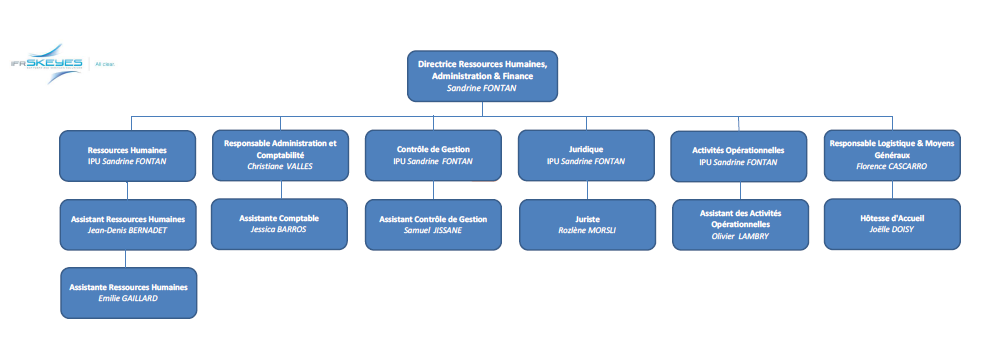 IFR SKEYES
All clear.
Directrice Ressources Humaines,
Administration & Finance
Sandrine FONTAN
Ressources Humaines
IPU Sandrine FONTAN
Responsable Administration et
Comptabilité
Christiane VALLES
Contrôle de Gestion
IPU Sandrine FONTAN
Juridique
IPU Sandrine FONTAN
Activités Opérationnelles
IPU Sandrine FONTAN
Responsable Logistique & Moyens
Généraux
Florence CASCARRO
Assistant Ressources Humaines
Jean-Denis BERNADET
Assistante Comptable
Jessica BARROS
Assistant Contrôle de Gestion
Samuel JISSANE
Juriste
Rozlène MORSLI
Assistant des Activités
Opérationnelles
Olivier LAMBRY
Hôtesse d'Accueil
Joëlle DOISY
Assistante Ressources Humaines
Emilie GAILLARD